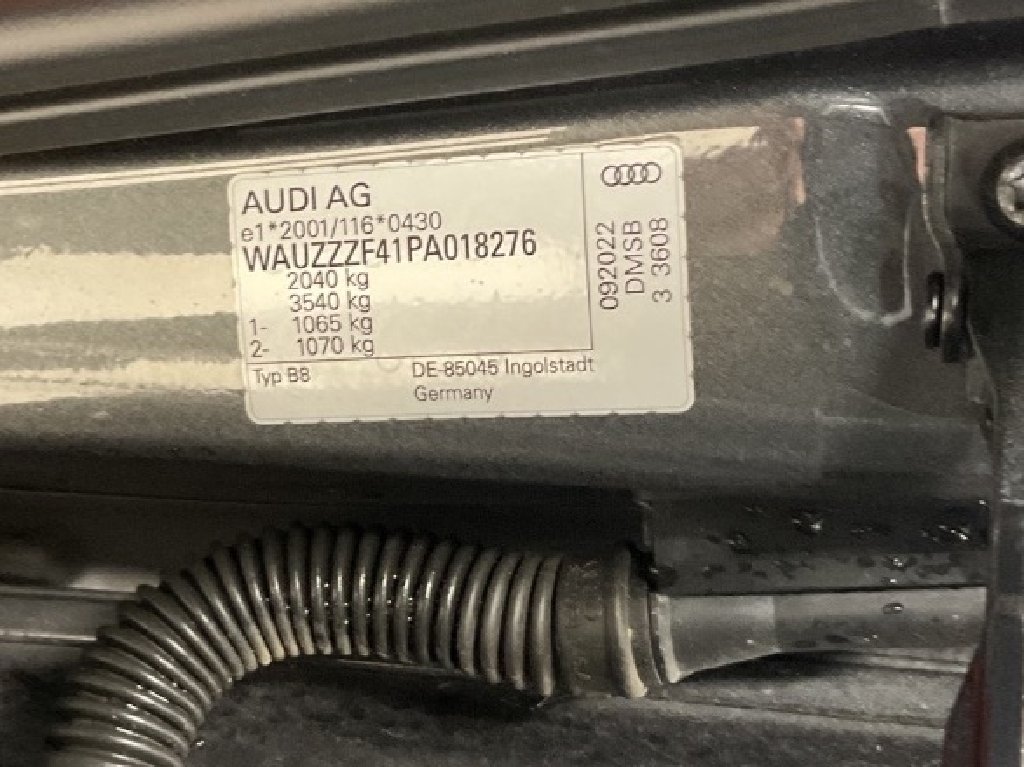 AUDI AG
e1*2001/116*0430
WAUZZZF41PA018276
2040 kg
3540 kg
1- 1065 kg
2- 1070 kg
Typ B8
DE-85045 Ingolstadt
Germany
092022
DMSB
3 3608